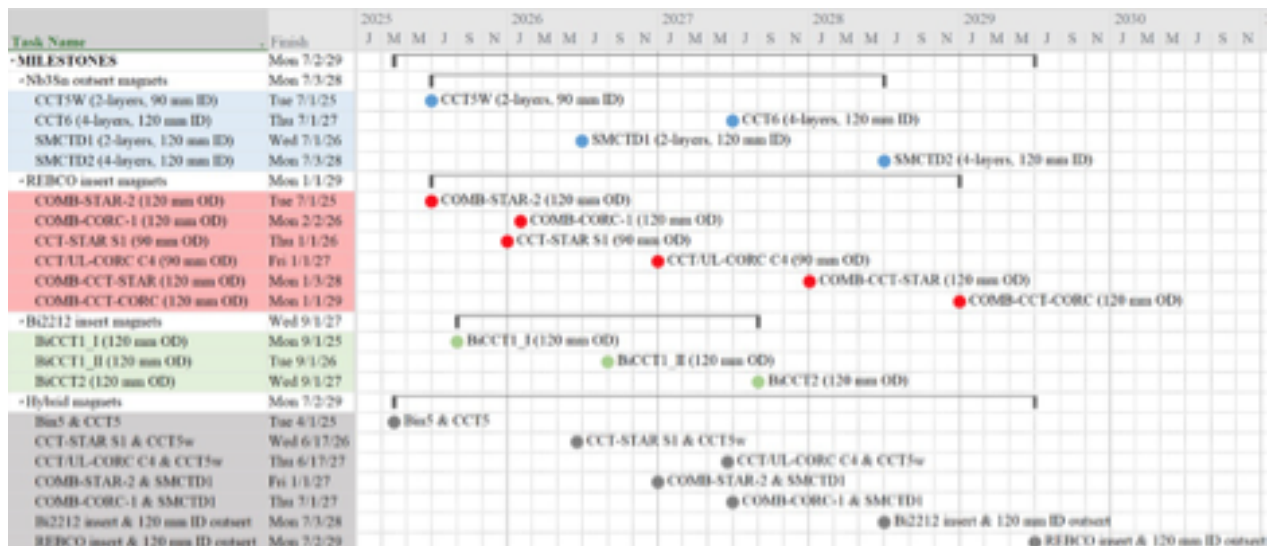 2025 2026 2027 2028 2029 2030
Task Name Finish J M M J S N J M M J S N J M M J S N J M M J S N J M M J S N J M M J S N
MILESTONES Mon 7/2/29
Nb3Sn outsert magnets Mon 7/3/28
CCT5W (2-layers, 90 mm ID) Tue 7/1/25 CCT5W (2-layers, 90 mm ID)
CCT6 (4-layers, 120 mm ID) Thu 7/1/27 CCT6 (4-layers, 120 mm ID)
SMCTD1 (2-layers, 120 mm ID) Wed 7/1/26 SMCTD1 (2-layers, 120 mm ID)
SMCTD2 (4-layers, 120 mm ID) Mon 7/3/28 SMCTD2 (4-layers, 120 mm ID)
REBCO insert magnets Mon 1/1/29
COMB-STAR-2 (120 mm OD) Tue 7/1/25 COMB-STAR-2 (120 mm OD)
COMB-CORC-1 (120 mm OD) Mon 2/2/26 COMB-CORC-1 (120 mm OD)
CCT-STAR S1 (90 mm OD) Thu 1/1/26 CCT-STAR S1 (90 mm OD)
CCT/UL-CORC C4 (90 mm OD) Fri 1/1/27 CCT/UL-CORC C4 (90 mm OD)
COMB-CCT-STAR (120 mm OD) Mon 1/3/28 COMB-CCT-STAR (120 mm OD)
COMB-CCT-CORC (120 mm OD) Mon 1/1/29 COMB-CCT-CORC (120 mm OD)
Bi2212 insert magnets Wed 9/1/27
BiCCT1_I (120 mm OD) Mon 9/1/25 BiCCT1_I (120 mm OD)
BiCCT1_II (120 mm OD) Tue 9/1/26 BiCCT1_II (120 mm OD)
BiCCT2 (120 mm OD) Wed 9/1/27 BiCCT2 (120 mm OD)
Hybrid magnets Mon 7/2/29
Bin5 & CCT5 Tue 4/1/25 Bin5 & CCT5
CCT-STAR S1 & CCT5w Wed 6/17/26 CCT-STAR S1 & CCT5w
CCT/UL-CORC C4 & CCT5w Thu 6/17/27 CCT/UL-CORC C4 & CCT5w
COMB-STAR-2 & SMCTD1 Fri 1/1/27 COMB-STAR-2 & SMCTD1
COMB-CORC-1 & SMCTD1 Thu 7/1/27 COMB-CORC-1 & SMCTD1
Bi2212 insert & 120 mm ID outsert Mon 7/3/28 Bi2212 insert & 120 mm ID outsert
REBCO insert & 120 mm ID outsert Mon 7/2/29 REBCO insert & 120 mm ID outsert